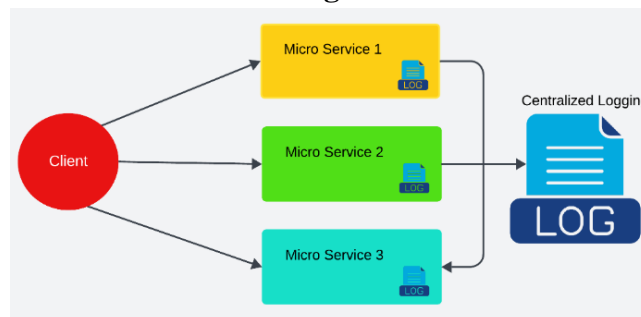 Micro Service 1
LOG
Centralized Loggin
Client
Micro Service 2
LOG
LOG
Micro Service 3
LOG